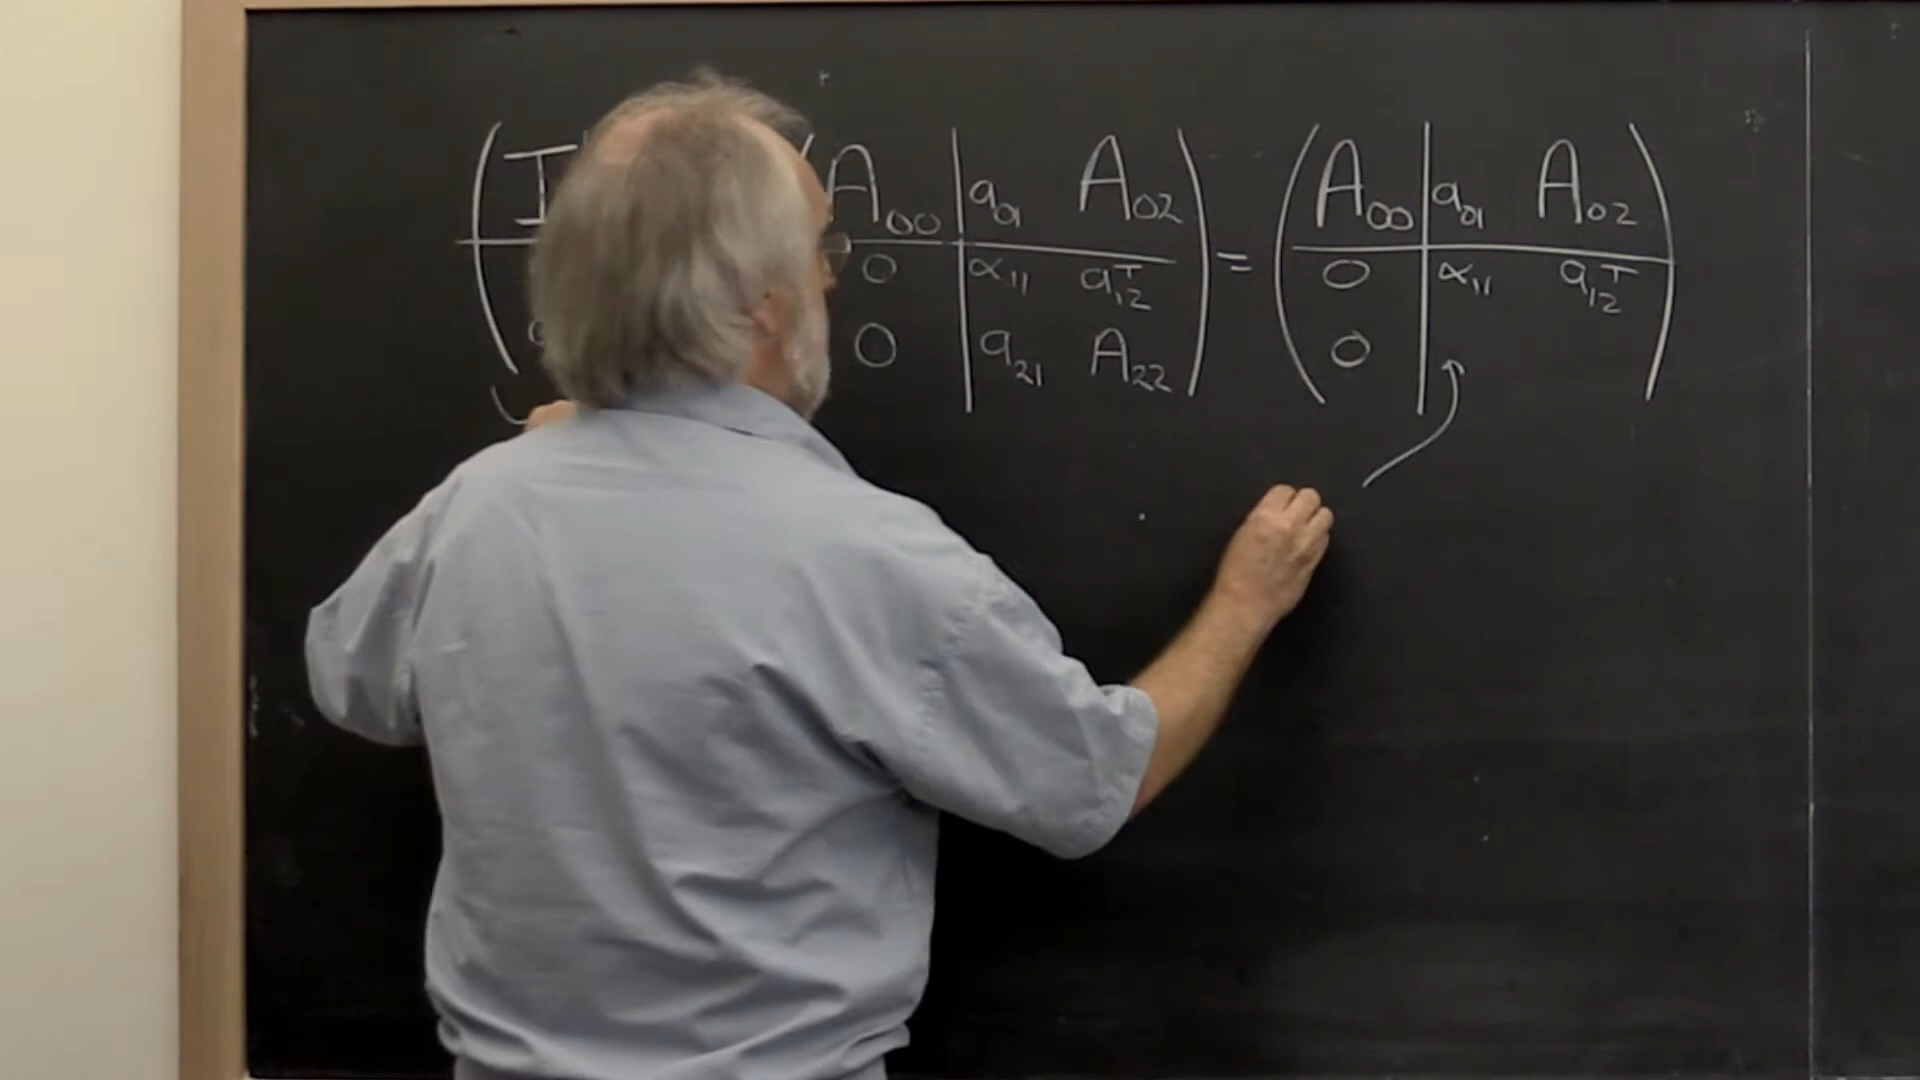 ( I ( A₀₀ | a₀₁ A₀₂ ) = ( A₀₀ | a₀₁ A₀₂ )
0 | α₁₁ a₁₂ᵀ 0 | α₁₁ a₁₂ᵀ
0 | a₂₁ A₂₂ 0 |